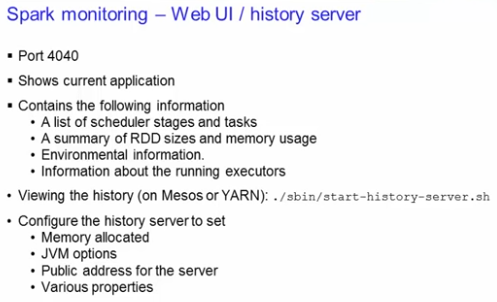 Spark monitoring – Web UI / history server
▪ Port 4040
▪ Shows current application
▪ Contains the following information
• A list of scheduler stages and tasks
• A summary of RDD sizes and memory usage
• Environmental information.
• Information about the running executors
• Viewing the history (on Mesos or YARN): ./sbin/start-history-server.sh
• Configure the history server to set
• Memory allocated
• JVM options
• Public address for the server
• Various properties